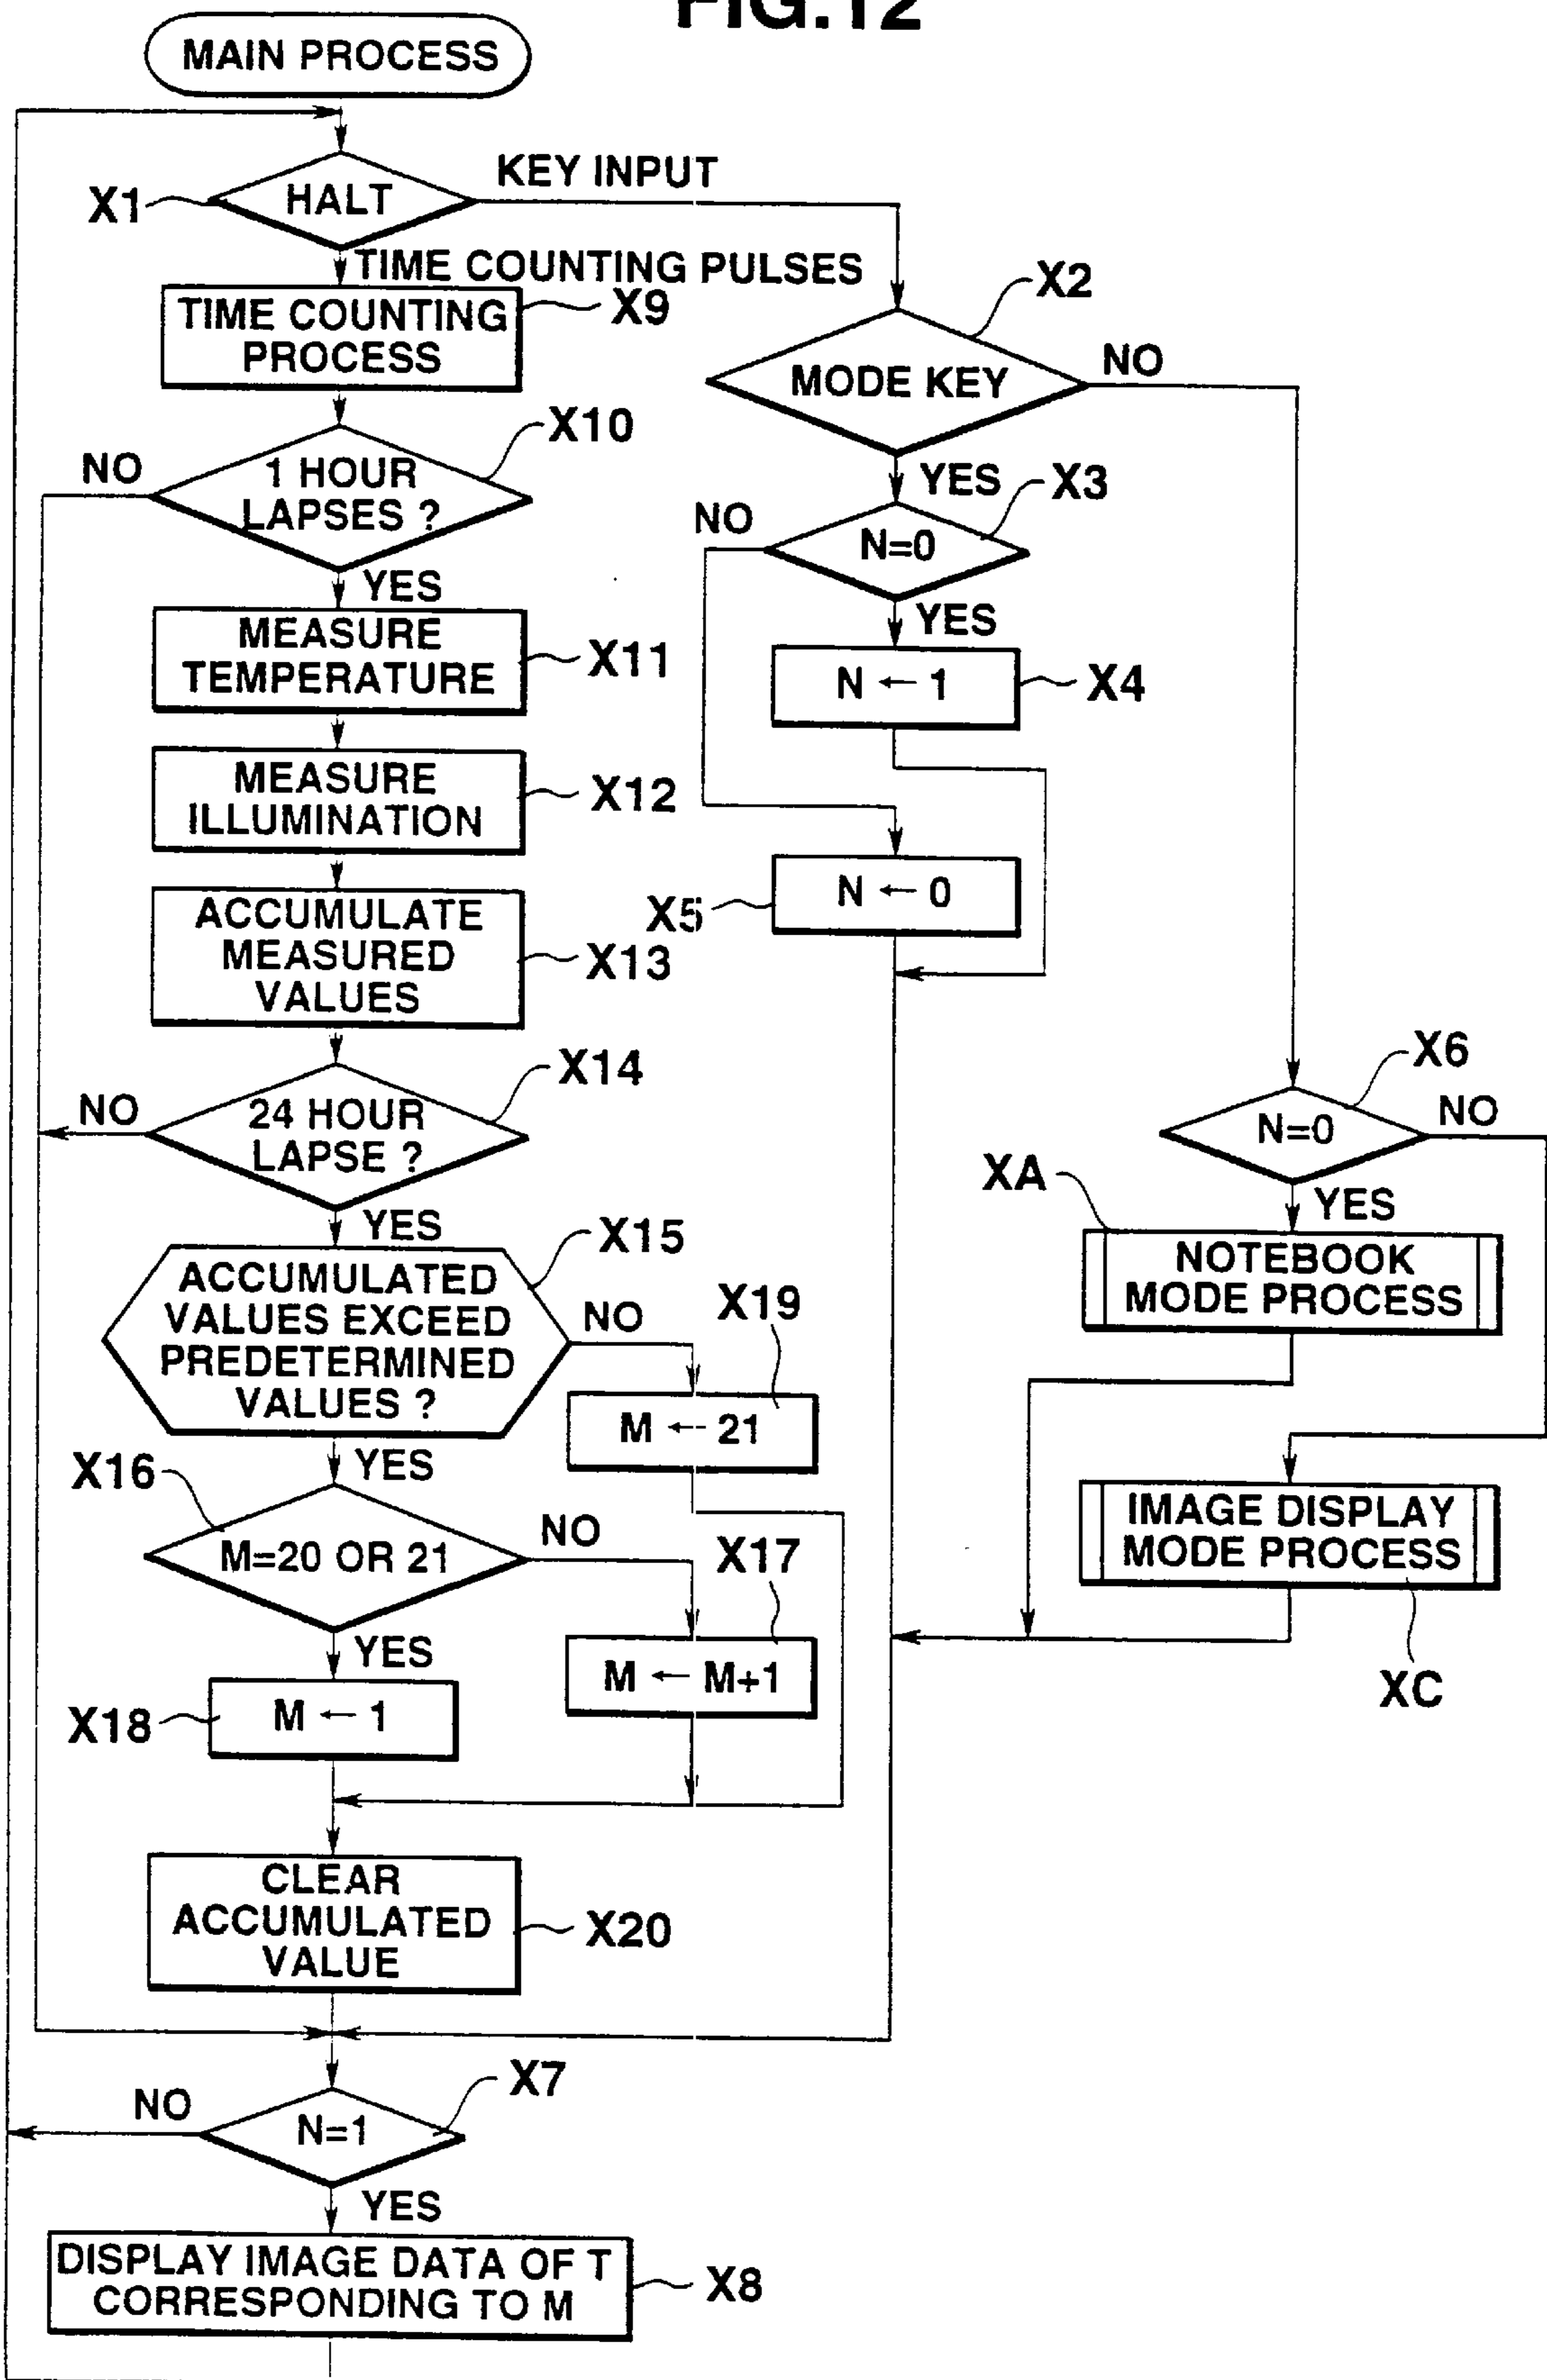 FIG.12
MAIN PROCESS
X1
HALT
KEY INPUT
TIME COUNTING PULSES
TIME COUNTING
PROCESS
X9
X2
MODE KEY
NO
X10
NO
1 HOUR
LAPSES ?
YES
YES
X3
NO
N=0
YES
MEASURE
TEMPERATURE
X11
N ← 1
X4
MEASURE
ILLUMINATION
X12
N ← 0
X5
ACCUMULATE
MEASURED
VALUES
X13
X14
NO
24 HOUR
LAPSE ?
YES
X6
N=0
NO
XA
YES
NOTEBOOK
MODE PROCESS
X15
ACCUMULATED
VALUES EXCEED
PREDETERMINED
VALUES ?
NO
X19
M ← 21
YES
X16
M=20 OR 21
NO
X17
IMAGE DISPLAY
MODE PROCESS
XC
YES
M ← M+1
X18
M ← 1
CLEAR
ACCUMULATED
VALUE
X20
X7
NO
N=1
YES
DISPLAY IMAGE DATA OF T
CORRESPONDING TO M
X8